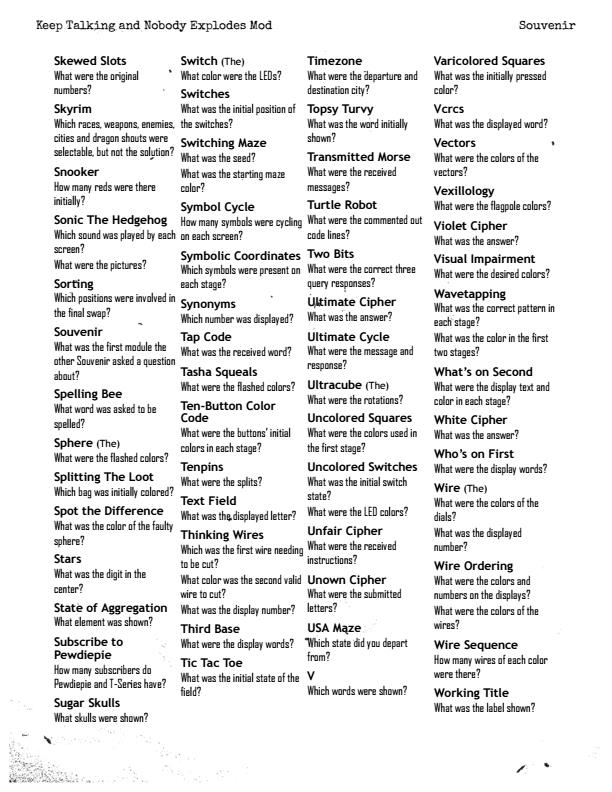 Keep Talking and Nobody Explodes Mod
Souvenir
Skewed Slots
What were the original
numbers?
Skyrim
Which races, weapons, enemies,
cities and dragon shouts were
selectable, but not the solution?
Snooker
How many reds were there
initially?
Sonic The Hedgehog
Which sound was played by each
screen?
What were the pictures?
Sorting
Which positions were involved in
the final swap?
Souvenir
What was the first module the
other Souvenir asked a question
about?
Spelling Bee
What word was asked to be
spelled?
Sphere (The)
What were the flashed colors?
Splitting The Loot
Which bag was initially colored?
Spot the Difference
What was the color of the faulty
sphere?
Stars
What was the digit in the
center?
State of Aggregation
What element was shown?
Subscribe to
Pewdiepie
How many subscribers do
Pewdiepie and T-Series have?
Sugar Skulls
What skulls were shown?
Switch (The)
What color were the LEDs?
Switches
What was the initial position of
the switches?
Switching Maze
What was the seed?
What was the starting maze
color?
Symbol Cycle
How many symbols were cycling
on each screen?
Symbolic Coordinates
Which symbols were present on
each stage?
Synonyms
Which number was displayed?
Tap Code
What was the received word?
Tasha Squeals
What were the flashed colors?
Ten-Button Color
Code
What were the buttons' initial
colors in each stage?
Tenpins
What were the splits?
Text Field
What was the displayed letter?
Thinking Wires
Which was the first wire needing
to be cut?
What color was the second valid
wire to cut?
What was the display number?
Third Base
What were the display words?
Tic Tac Toe
What was the initial state of the
field?
Timezone
What were the departure and
destination city?
Topsy Turvy
What was the word initially
shown?
Transmitted Morse
What were the received
messages?
Turtle Robot
What were the commented out
code lines?
Two Bits
What were the correct three
query responses?
Ultimate Cipher
What was the answer?
Ultimate Cycle
What were the message and
response?
Ultracube (The)
What were the rotations?
Uncolored Squares
What were the colors used in
the first stage?
Uncolored Switches
What was the initial switch
state?
What were the LED colors?
Unfair Cipher
What were the received
instructions?
Unown Cipher
What were the submitted
letters?
USA Maze
Which state did you depart
from?
V
Which words were shown?
Varicolored Squares
What was the initially pressed
color?
Vcrcs
What was the displayed word?
Vectors
What were the colors of the
vectors?
Vexillology
What were the flagpole colors?
Violet Cipher
What was the answer?
Visual Impairment
What were the desired colors?
Wavetapping
What was the correct pattern in
each stage?
What was the color in the first
two stages?
What's on Second
What were the display text and
color in each stage?
White Cipher
What was the answer?
Who's on First
What were the display words?
Wire (The)
What were the colors of the
dials?
What was the displayed
number?
Wire Ordering
What were the colors and
numbers on the displays?
What were the colors of the
wires?
Wire Sequence
How many wires of each color
were there?
Working Title
What was the label shown?